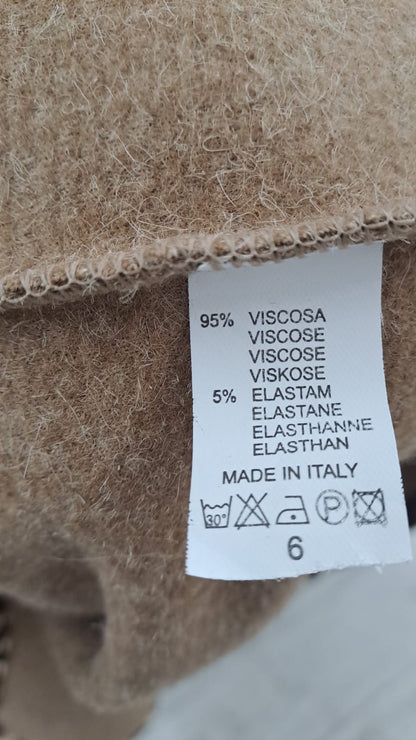 95% VISCOSA
VISCOSE
VISCOSE
VISKOSE
5% ELASTAM
ELASTANE
ELASTHANNE
ELASTHAN
MADE IN ITALY
30° P
6